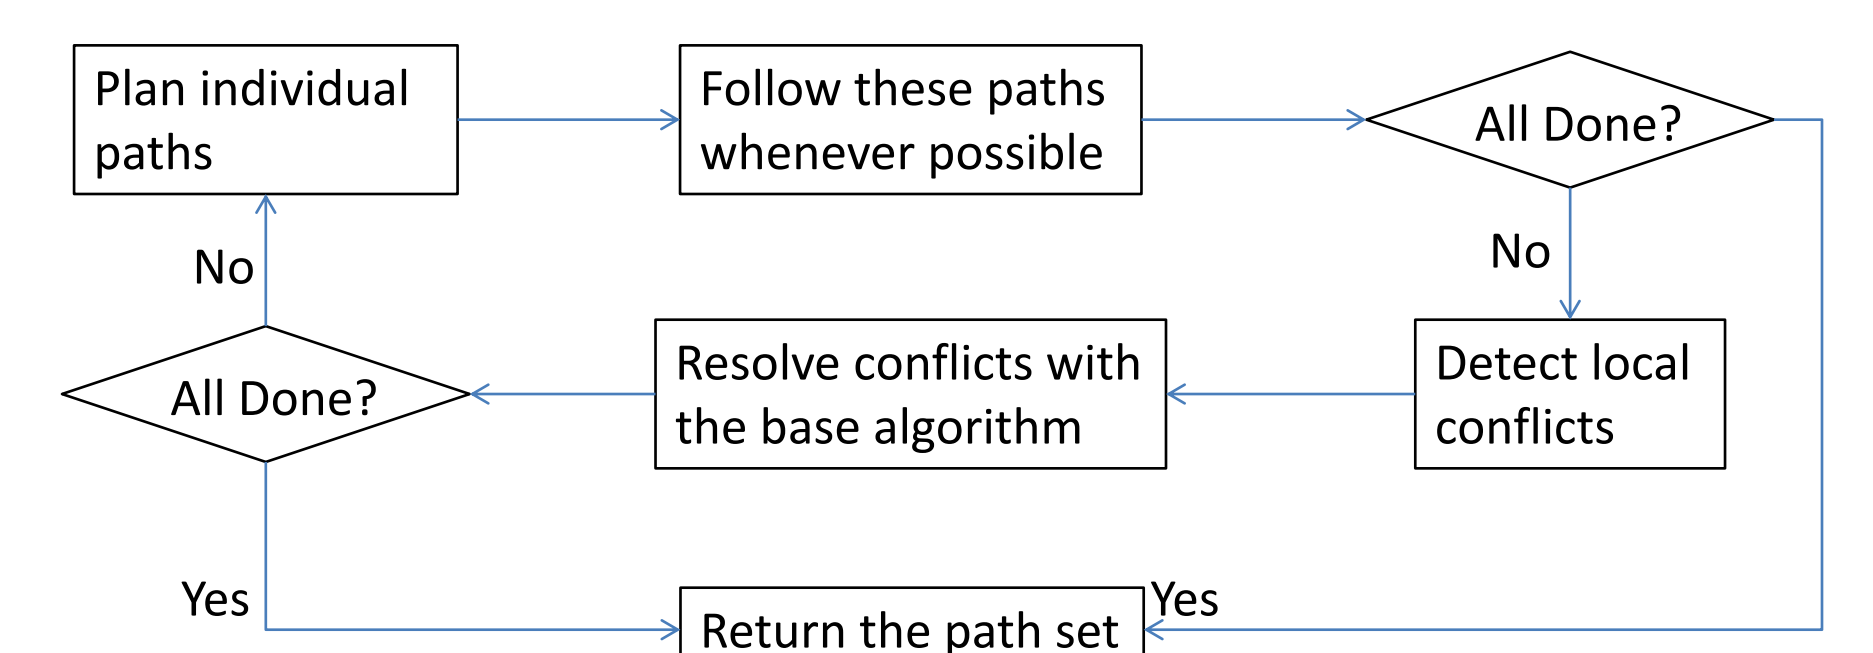 Plan individual
paths
Follow these paths
whenever possible
All Done?
No
No
All Done?
Resolve conflicts with
the base algorithm
Detect local
conflicts
Yes
Return the path set
Yes